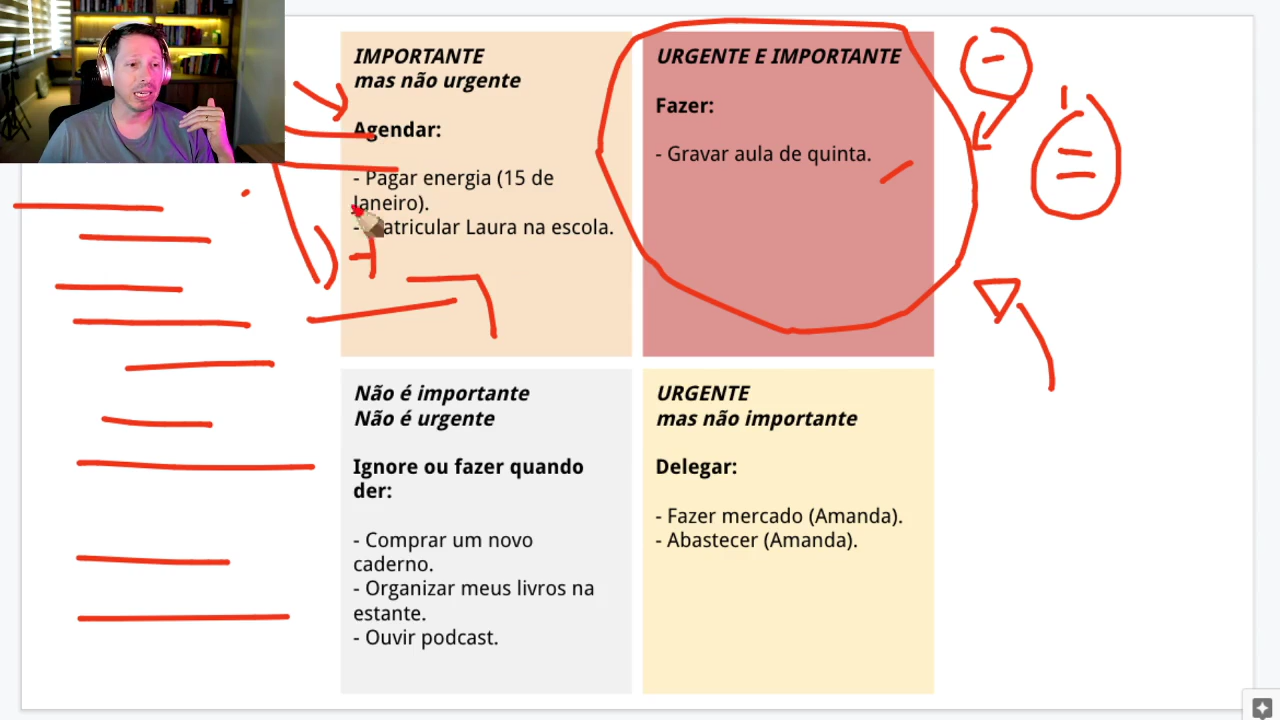 IMPORTANTE
mas não urgente
Agendar:
- Pagar energia (15 de
Janeiro).
- Matricular Laura na escola.
URGENTE E IMPORTANTE
Fazer:
- Gravar aula de quinta.
Não é importante
Não é urgente
Ignore ou fazer quando
der:
- Comprar um novo
caderno.
- Organizar meus livros na
estante.
- Ouvir podcast.
URGENTE
mas não importante
Delegar:
- Fazer mercado (Amanda).
- Abastecer (Amanda).